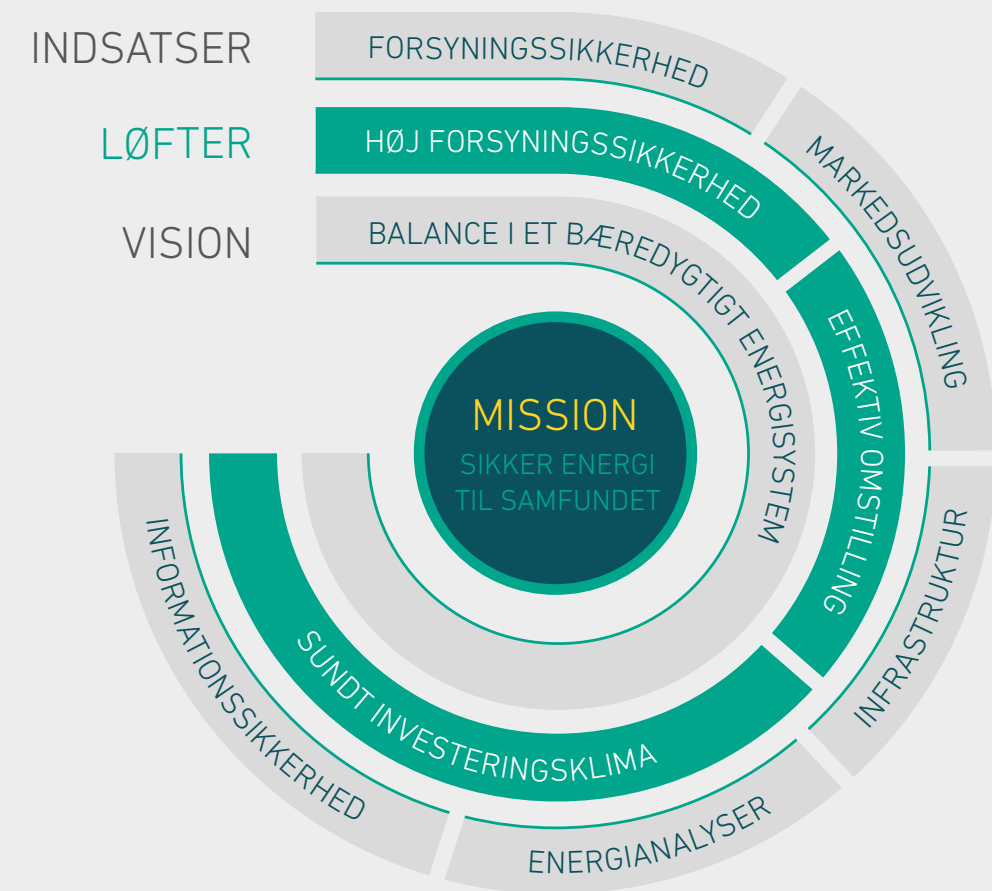 INDSATSER
FORSYNINGSSIKKERHED
MARKEDSUDVIKLING
INFRASTRUKTUR
ENERGIANALYSER
INFORMATIONSSIKKERHED
LØFTER
HØJ FORSYNINGSSIKKERHED
EFFEKTIV OMSTILLING
SUNDT INVESTERINGSKLIMA
VISION
BALANCE I ET BÆREDYGTIGT ENERGISYSTEM
MISSION
SIKKER ENERGI
TIL SAMFUNDET